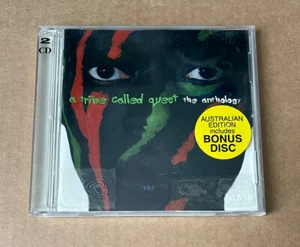 2
CD
a tribe called quest the anthology
AUSTRALIAN
EDITION
includes
BONUS
DISC